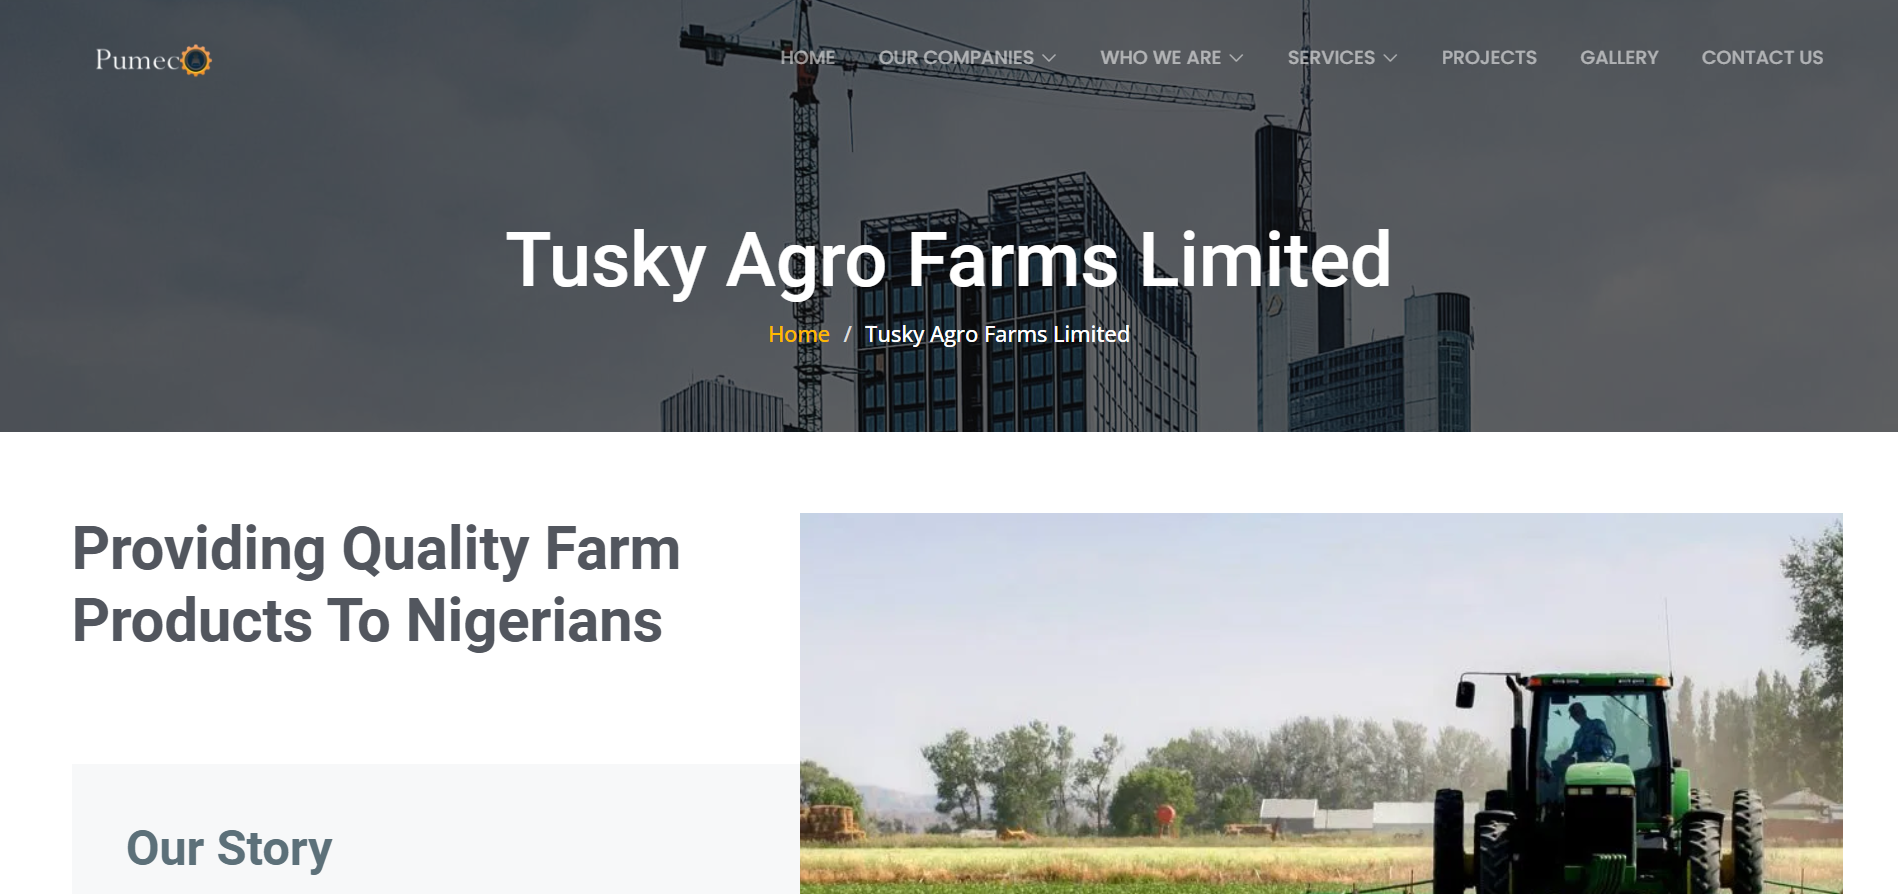 Pumeco
HOME OUR COMPANIES WHO WE ARE SERVICES PROJECTS GALLERY CONTACT US
Tusky Agro Farms Limited
Home / Tusky Agro Farms Limited
Providing Quality Farm
Products To Nigerians
Our Story